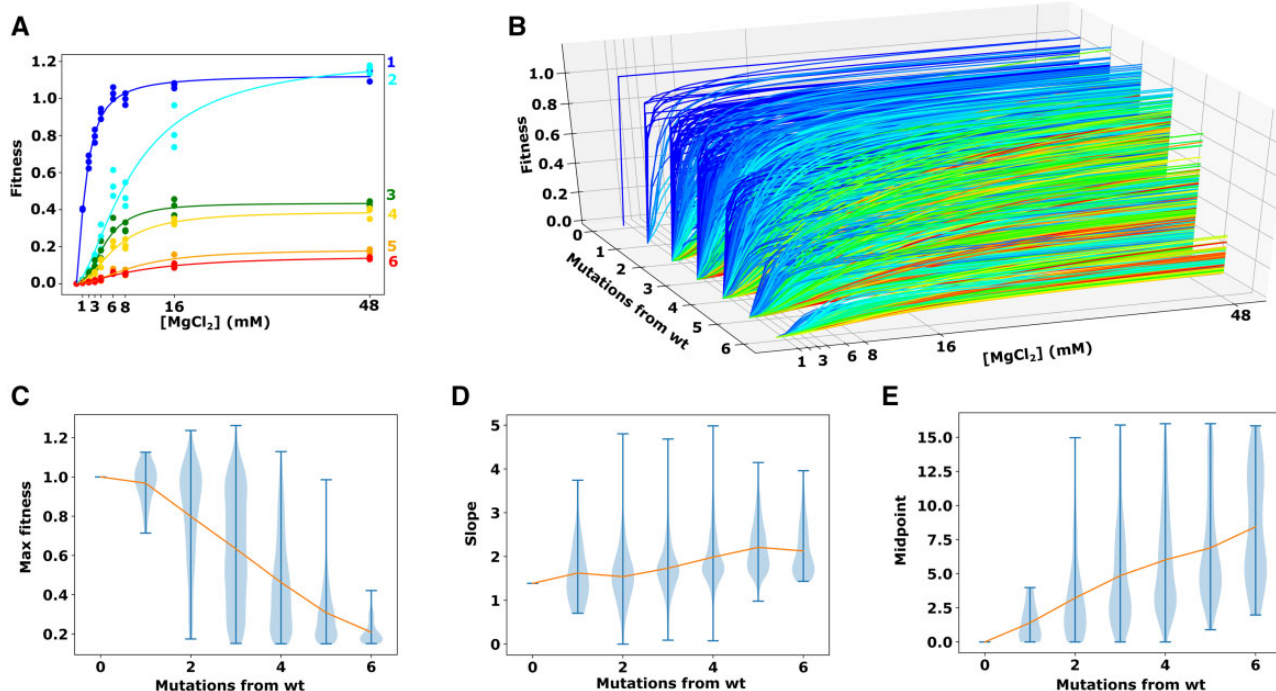 A
1.2
1.0
0.8
0.6
0.4
0.2
0.0
Fitness
1 3 6 8 16 48
[MgCl₂] (mM)
1
2
3
4
5
6
B
1.0
0.8
0.6
0.4
0.2
0.0
Fitness
0
1
2
3
4
5
6
Mutations from wt
1 3 6 8 16 48
[MgCl₂] (mM)
C
1.2
1.0
0.8
0.6
0.4
0.2
Max fitness
0 2 4 6
Mutations from wt
D
5
4
3
2
1
0
Slope
0 2 4 6
Mutations from wt
E
15.0
12.5
10.0
7.5
5.0
2.5
0.0
Midpoint
0 2 4 6
Mutations from wt